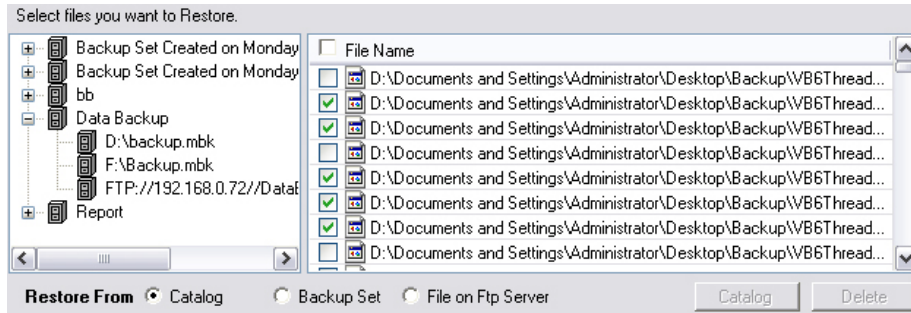 Select files you want to Restore.
Backup Set Created on Monday
Backup Set Created on Monday
bb
Data Backup
D:\backup.mbk
F:\Backup.mbk
FTP://192.168.0.72//Data
Report
File Name
D:\Documents and Settings\Administrator\Desktop\Backup\VB6Thread...
D:\Documents and Settings\Administrator\Desktop\Backup\VB6Thread...
D:\Documents and Settings\Administrator\Desktop\Backup\VB6Thread...
D:\Documents and Settings\Administrator\Desktop\Backup\VB6Thread...
D:\Documents and Settings\Administrator\Desktop\Backup\VB6Thread...
D:\Documents and Settings\Administrator\Desktop\Backup\VB6Thread...
D:\Documents and Settings\Administrator\Desktop\Backup\VB6Thread...
D:\Documents and Settings\Administrator\Desktop\Backup\VB6Thread...
Restore From Catalog Backup Set File on Ftp Server Catalog Delete